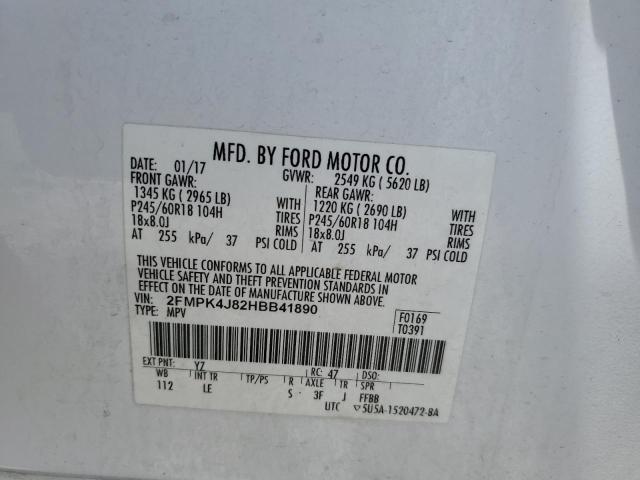 MFD. BY FORD MOTOR CO.
DATE: 01/17 GVWR: 2549 KG ( 5620 LB)
FRONT GAWR: REAR GAWR:
1345 KG ( 2965 LB) WITH 1220 KG ( 2690 LB) WITH
P245/60R18 104H TIRES P245/60R18 104H TIRES
18x8.0J RIMS 18x8.0J RIMS
AT 255 kPa/ 37 PSI COLD AT 255 kPa/ 37 PSI COLD
THIS VEHICLE CONFORMS TO ALL APPLICABLE FEDERAL MOTOR
VEHICLE SAFETY AND THEFT PREVENTION STANDARDS IN
EFFECT ON THE DATE OF MANUFACTURE SHOWN ABOVE.
VIN: 2FMPK4J82HBB41890 F0169
TYPE: MPV T0391
EXT PNT: YZ RC: 47 DSO:
WB INT TR TP/PS R AXLE TR SPR
112 LE S 3F J FFBB
UTC 5U5A-1520472-BA